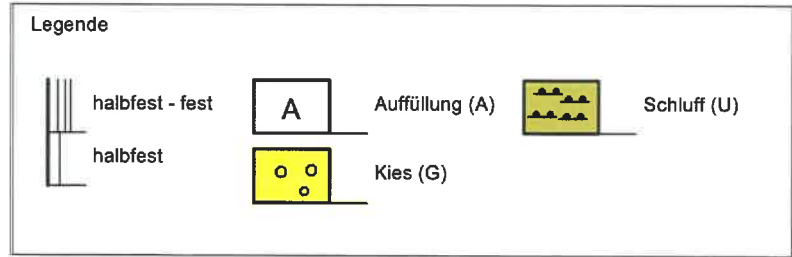 Legende
halbfest - fest
A
Auffüllung (A)
Schluff (U)
halbfest
Kies (G)